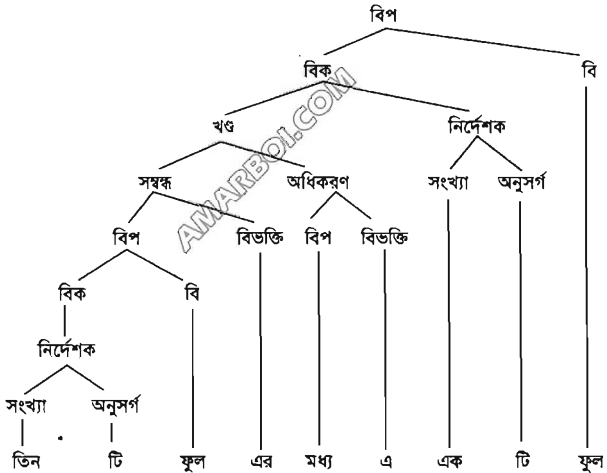 বিপ
বিক বি
খণ্ড নির্দেশক
সম্বন্ধ অধিকরণ সংখ্যা অনুসর্গ
বিপ বিভক্তি বিপ বিভক্তি
বিক বি
নির্দেশক
সংখ্যা অনুসর্গ
তিন টি ফুল এর মধ্য এ এক টি ফুল
AMARBOI.COM